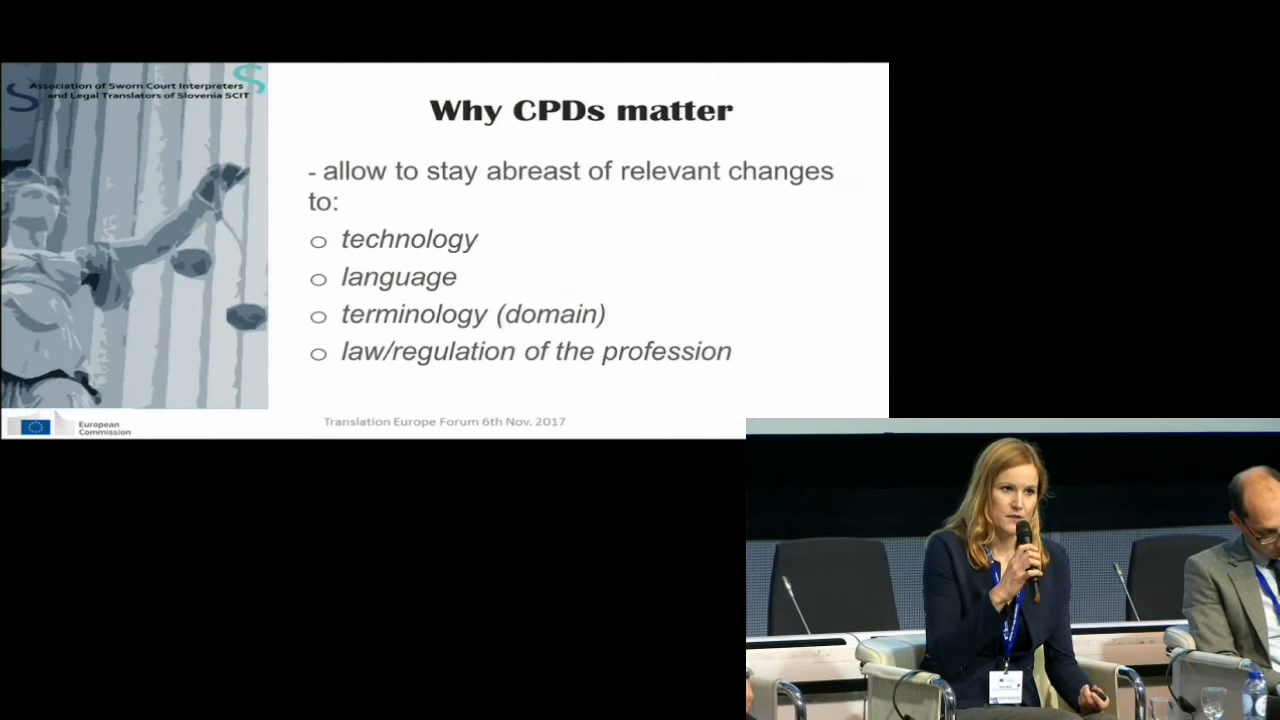 Association of Sworn Court Interpreters
and Legal Translators of Slovenia SCIT
Why CPDs matter
- allow to stay abreast of relevant changes
to:
technology
language
terminology (domain)
law/regulation of the profession
European
Commission
Translation Europe Forum 6th Nov. 2017